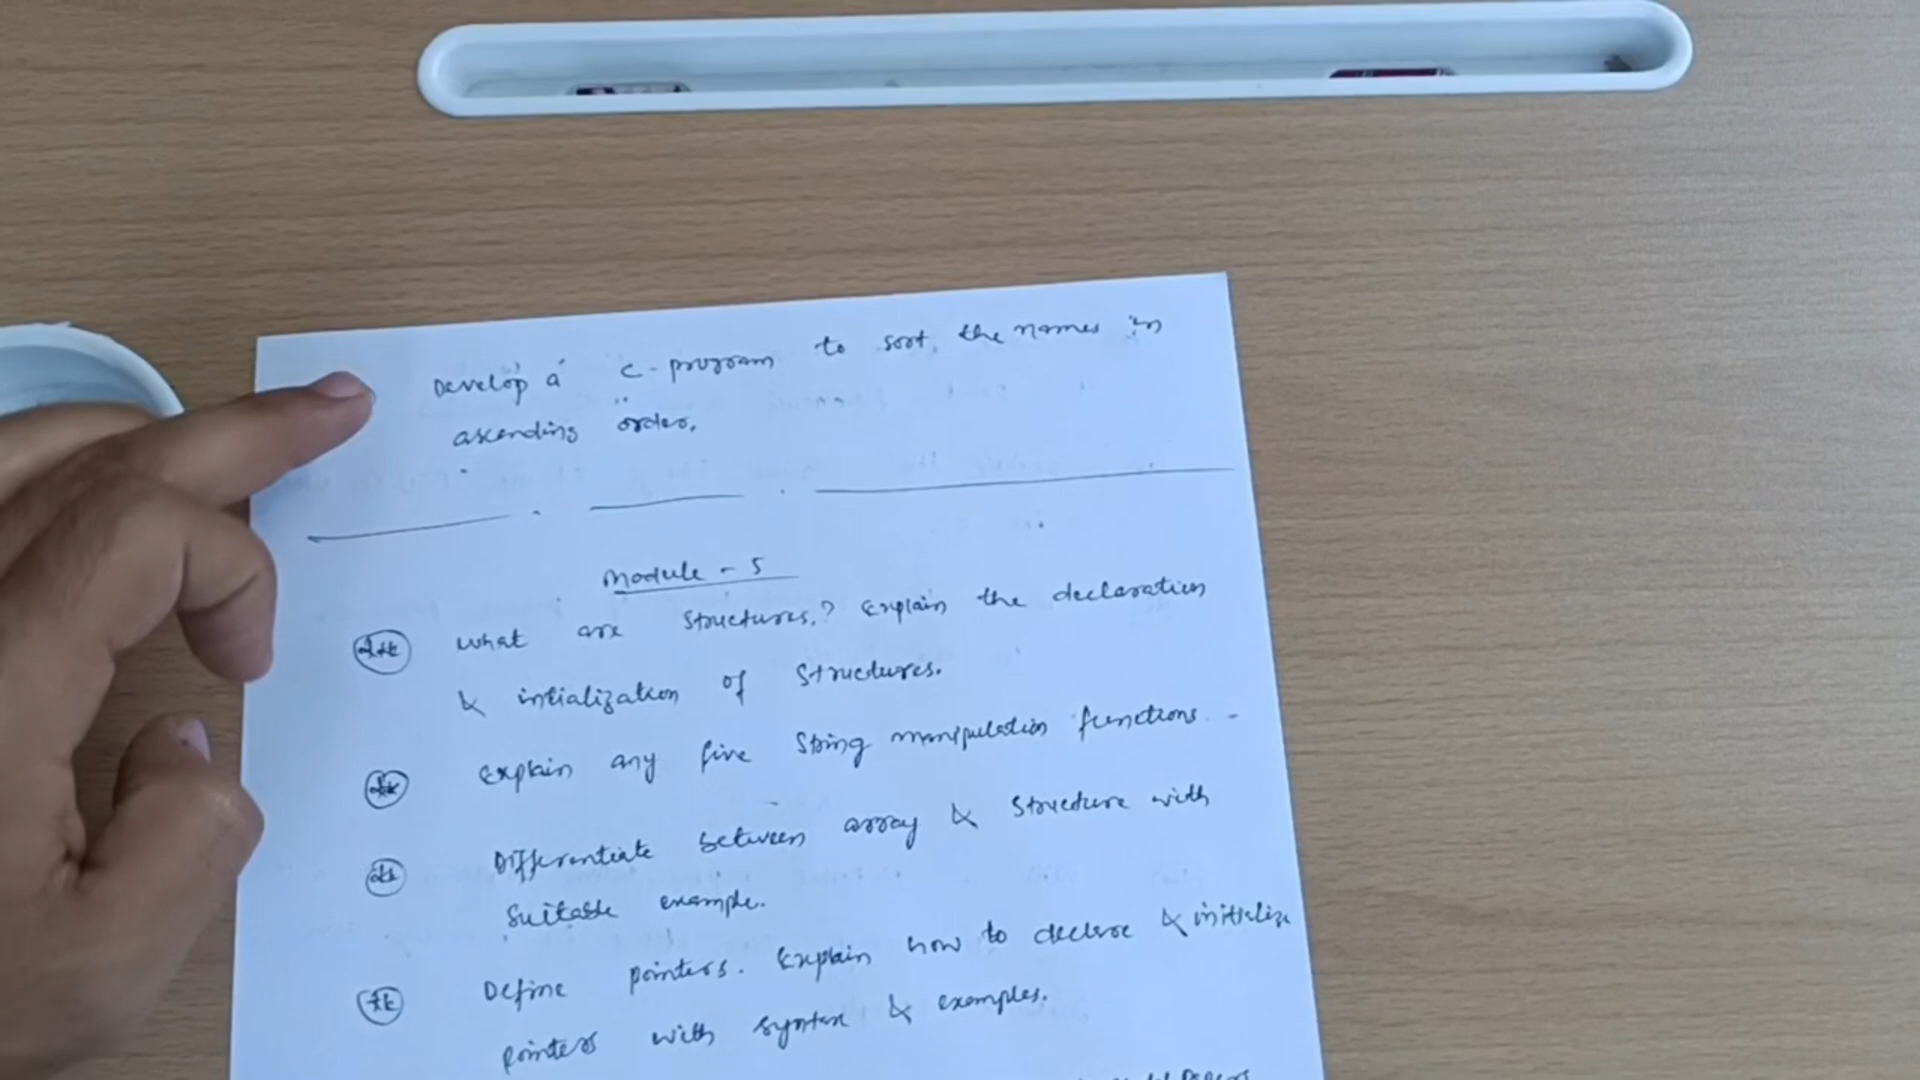 Develop a C-program to sort the names in
ascending order.
Module - 5
What are structures.? Explain the declaration
& intialization of structures.
Explain any five string manipulation functions -
Differentiate between array & structure with
suitable example.
Define pointers. Explain how to declare & initialize
pointers with syntax & examples.